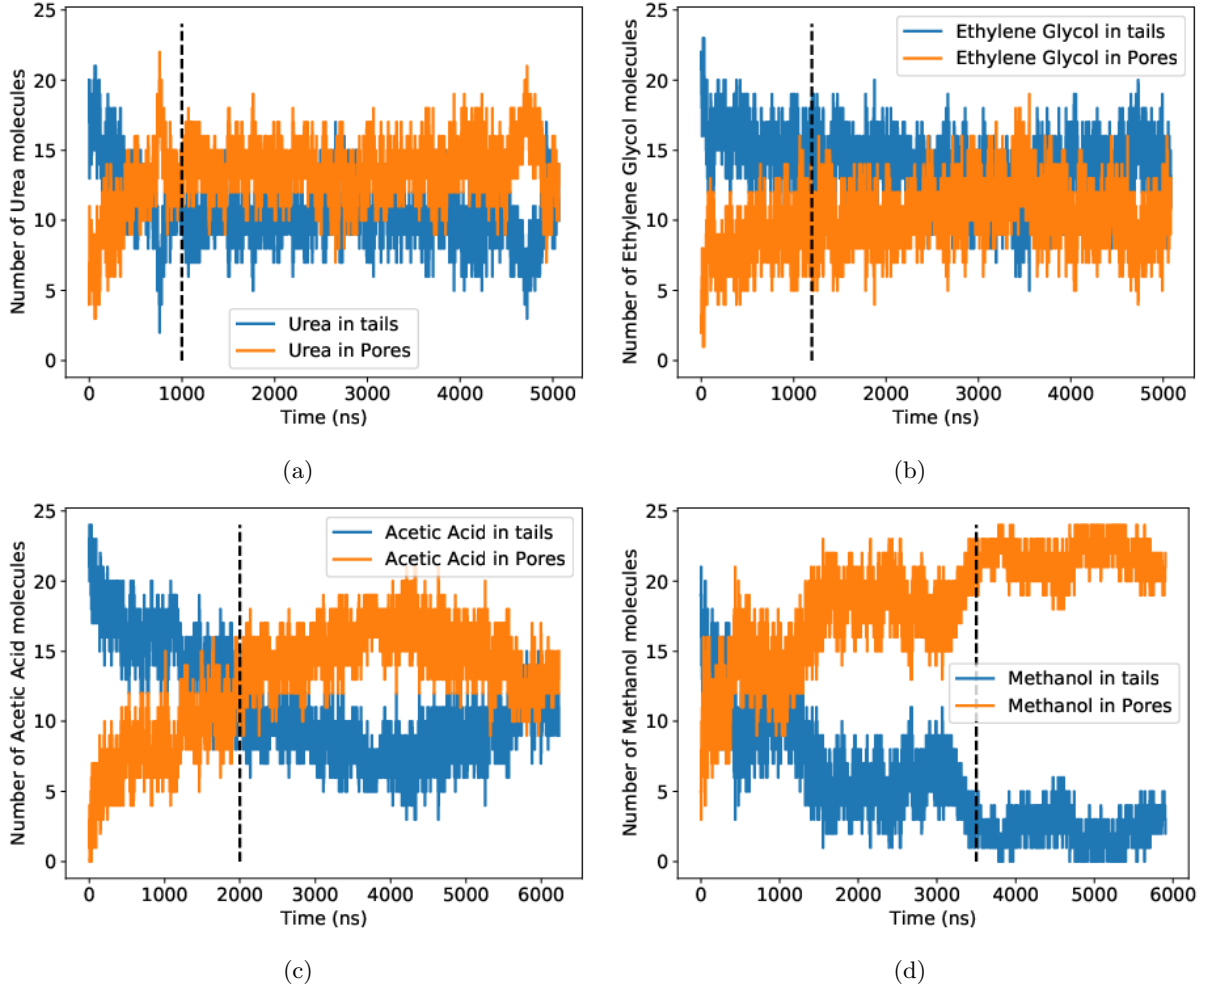 25
20
15
10
5
0
Number of Urea molecules
Urea in tails
Urea in Pores
0 1000 2000 3000 4000 5000
Time (ns)
(a)
25
20
15
10
5
0
Number of Ethylene Glycol molecules
Ethylene Glycol in tails
Ethylene Glycol in Pores
0 1000 2000 3000 4000 5000
Time (ns)
(b)
25
20
15
10
5
0
Number of Acetic Acid molecules
Acetic Acid in tails
Acetic Acid in Pores
0 1000 2000 3000 4000 5000 6000
Time (ns)
(c)
25
20
15
10
5
0
Number of Methanol molecules
Methanol in tails
Methanol in Pores
0 1000 2000 3000 4000 5000 6000
Time (ns)
(d)